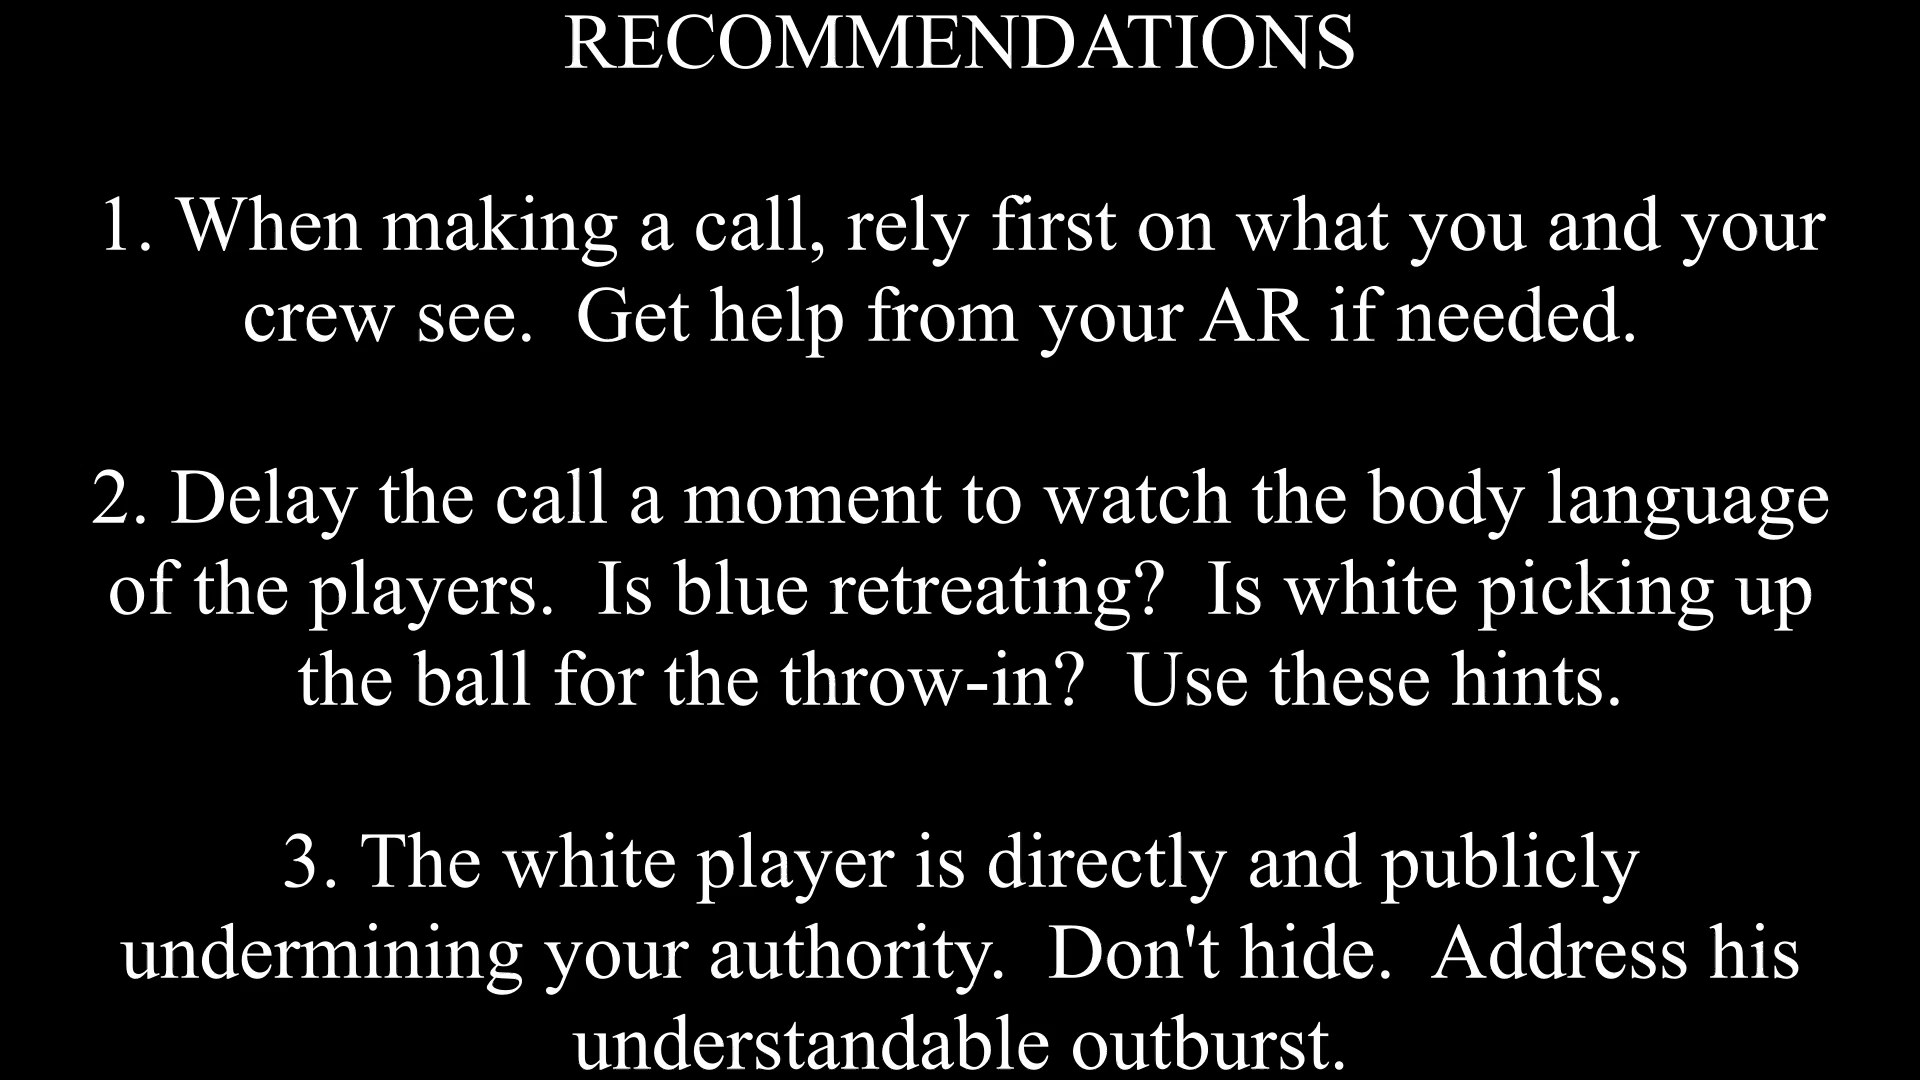 RECOMMENDATIONS
1. When making a call, rely first on what you and your
crew see.  Get help from your AR if needed.
2. Delay the call a moment to watch the body language
of the players.  Is blue retreating?  Is white picking up
the ball for the throw-in?  Use these hints.
3. The white player is directly and publicly
undermining your authority.  Don't hide.  Address his
understandable outburst.